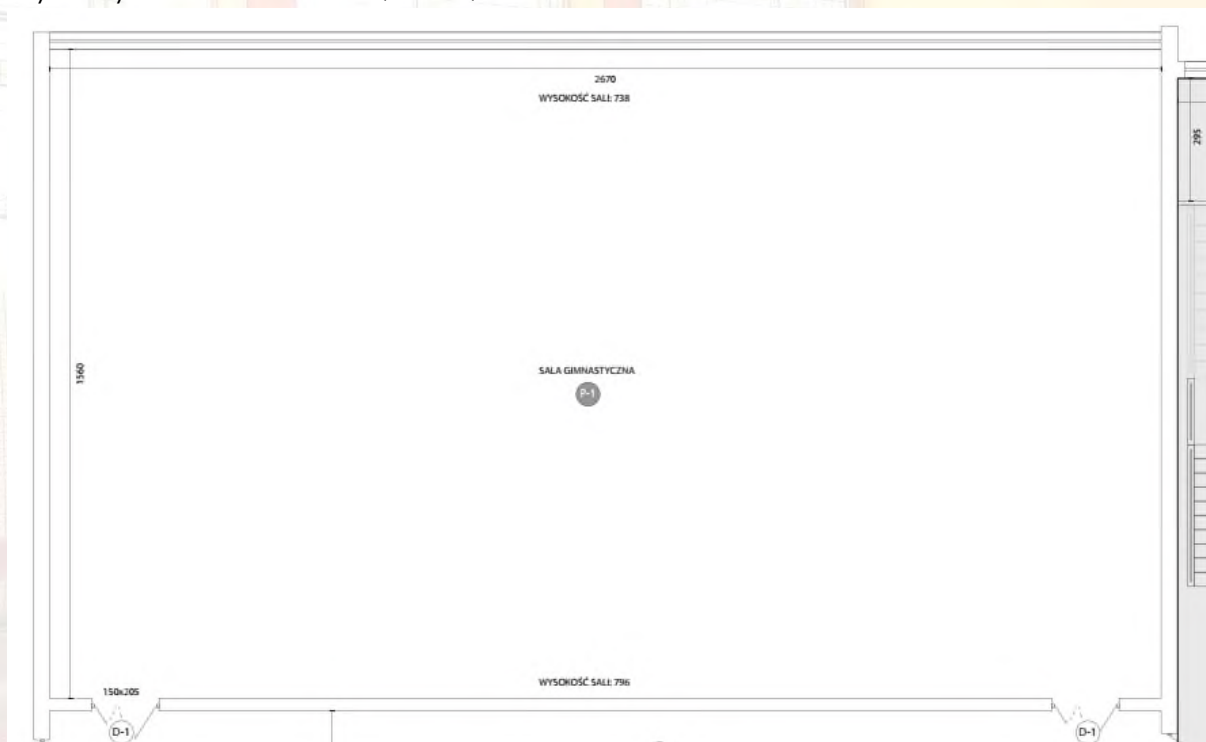 2670
WYSOKOŚĆ SALI: 738
295
1560
SALA GIMNASTYCZNA
P-1
WYSOKOŚĆ SALI: 796
150x205
D-1
D-1